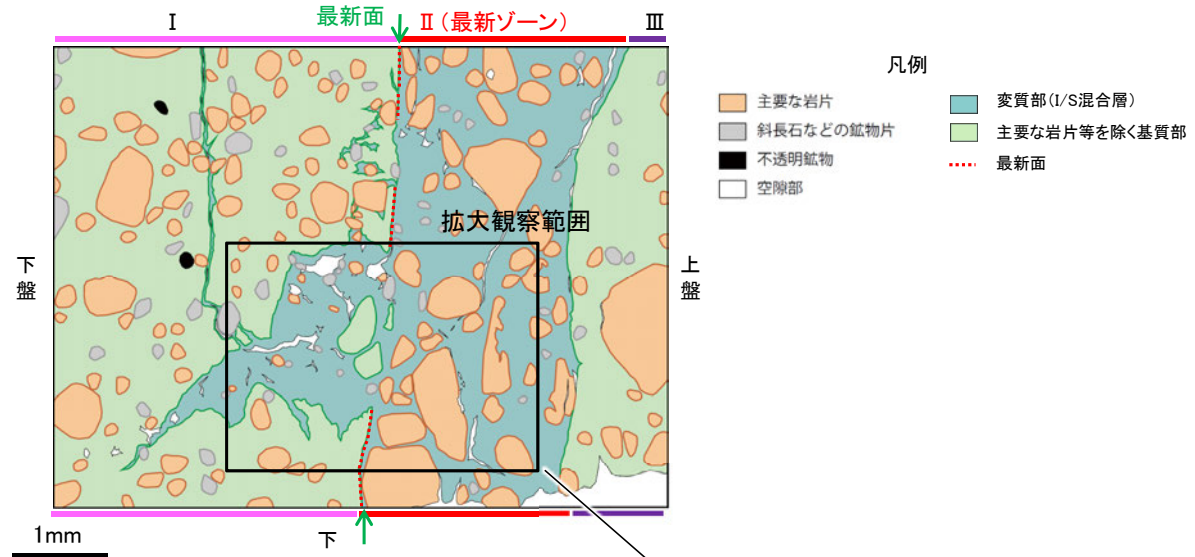 Ⅰ
最新面
Ⅱ(最新ゾーン)
Ⅲ
凡例
主要な岩片
斜長石などの鉱物片
不透明鉱物
空隙部
変質部(I/S混合層)
主要な岩片等を除く基質部
最新面
拡大観察範囲
下盤
上盤
1mm
下